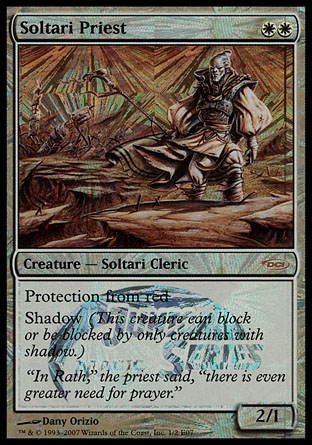 Soltari Priest
Creature — Soltari Cleric
DCI
Protection from red
Shadow (This creature can block
or be blocked by only creatures with
shadow.)
"In Rath," the priest said, "there is even
greater need for prayer."
Dany Orizio
™ & © 1993–2007 Wizards of the Coast, Inc. 1/2 E07
2/1